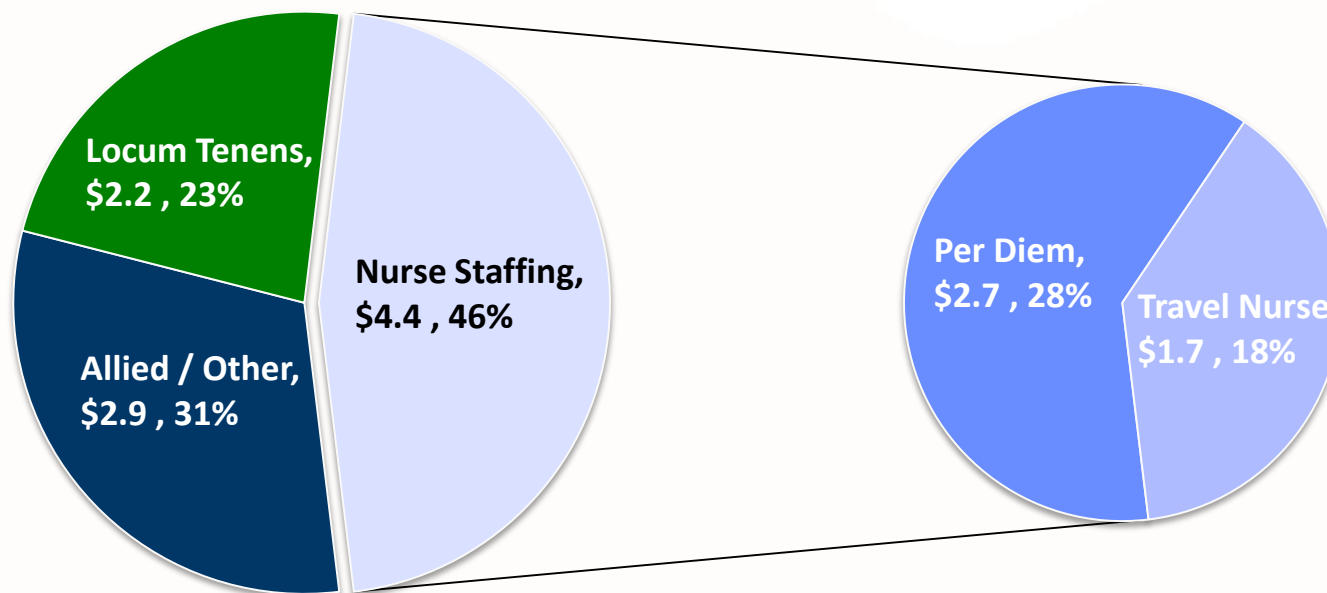 Locum Tenens,
$2.2 , 23%
Nurse Staffing,
$4.4 , 46%
Allied / Other,
$2.9 , 31%
Per Diem,
$2.7 , 28%
Travel Nurse
$1.7 , 18%